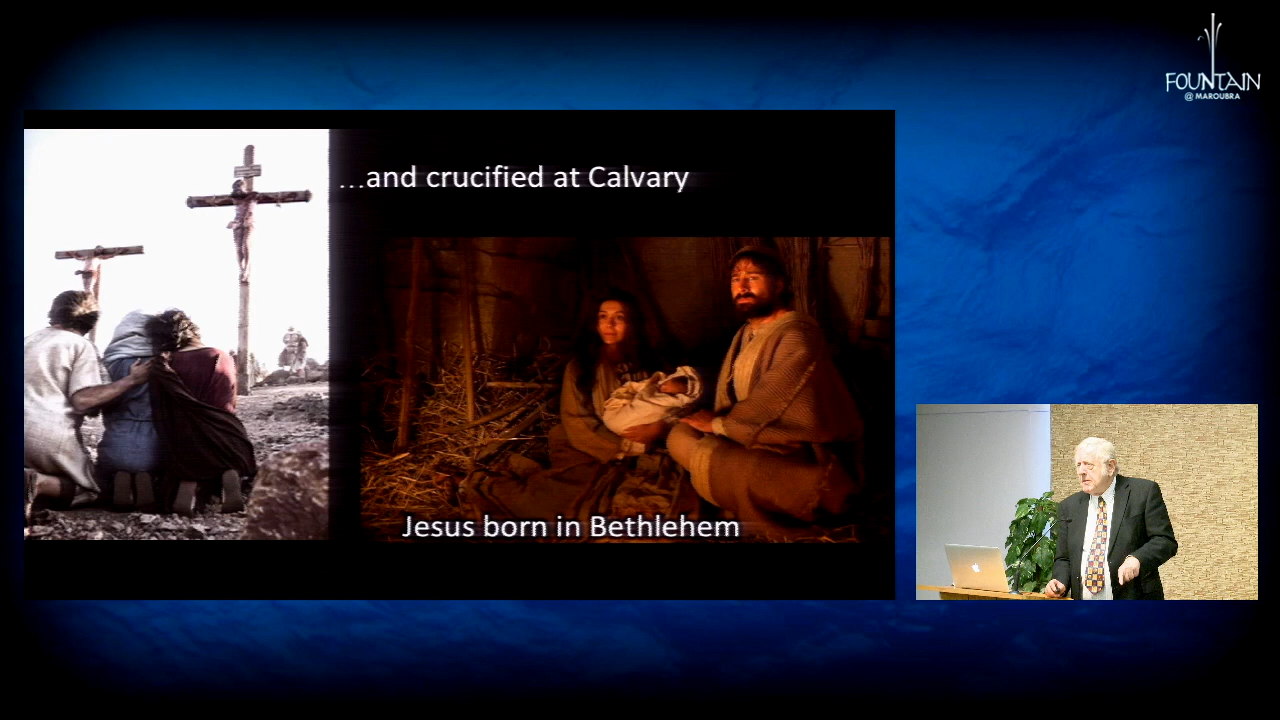 FOUNTAIN
@ MAROUBRA
...and crucified at Calvary
Jesus born in Bethlehem